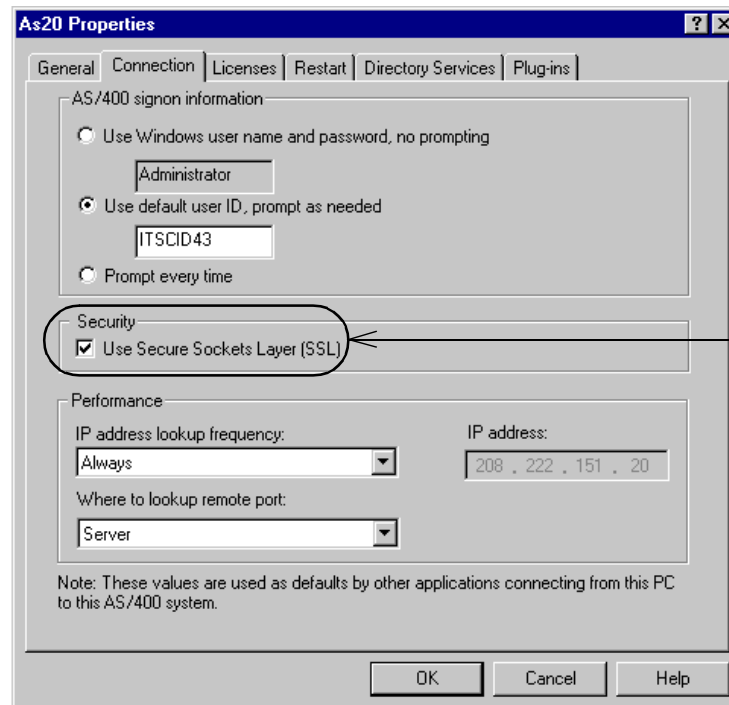 As20 Properties
General Connection Licenses Restart Directory Services Plug-ins
AS/400 signon information
Use Windows user name and password, no prompting
Administrator
Use default user ID, prompt as needed
ITSCID43
Prompt every time
Security
Use Secure Sockets Layer (SSL)
Performance
IP address lookup frequency:
IP address:
Always
208 . 222 . 151 . 20
Where to lookup remote port:
Server
Note: These values are used as defaults by other applications connecting from this PC
to this AS/400 system.
OK Cancel Help